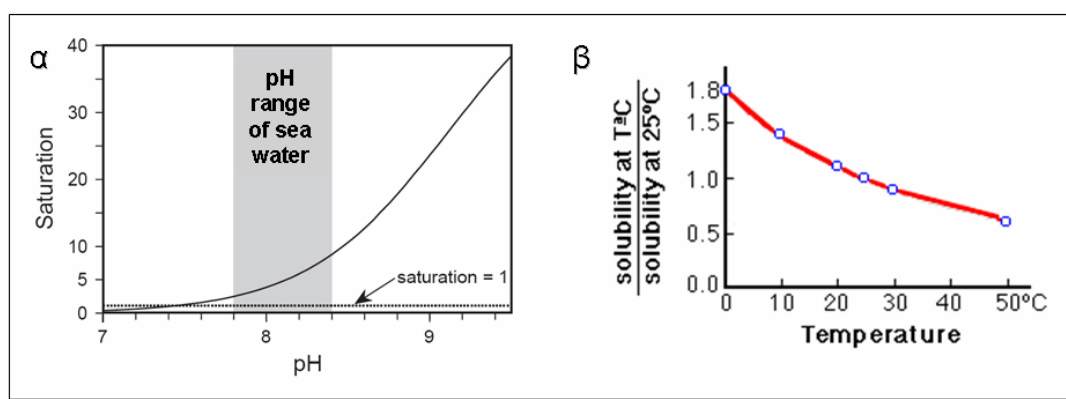 α
40
30
20
10
5
0
Saturation
pH
range
of sea
water
saturation = 1
7
8
9
pH
β
solubility at TªC
solubility at 25ºC
1.8
1.5
1.0
0.5
0.0
0
10
20
30
40
50ºC
Temperature